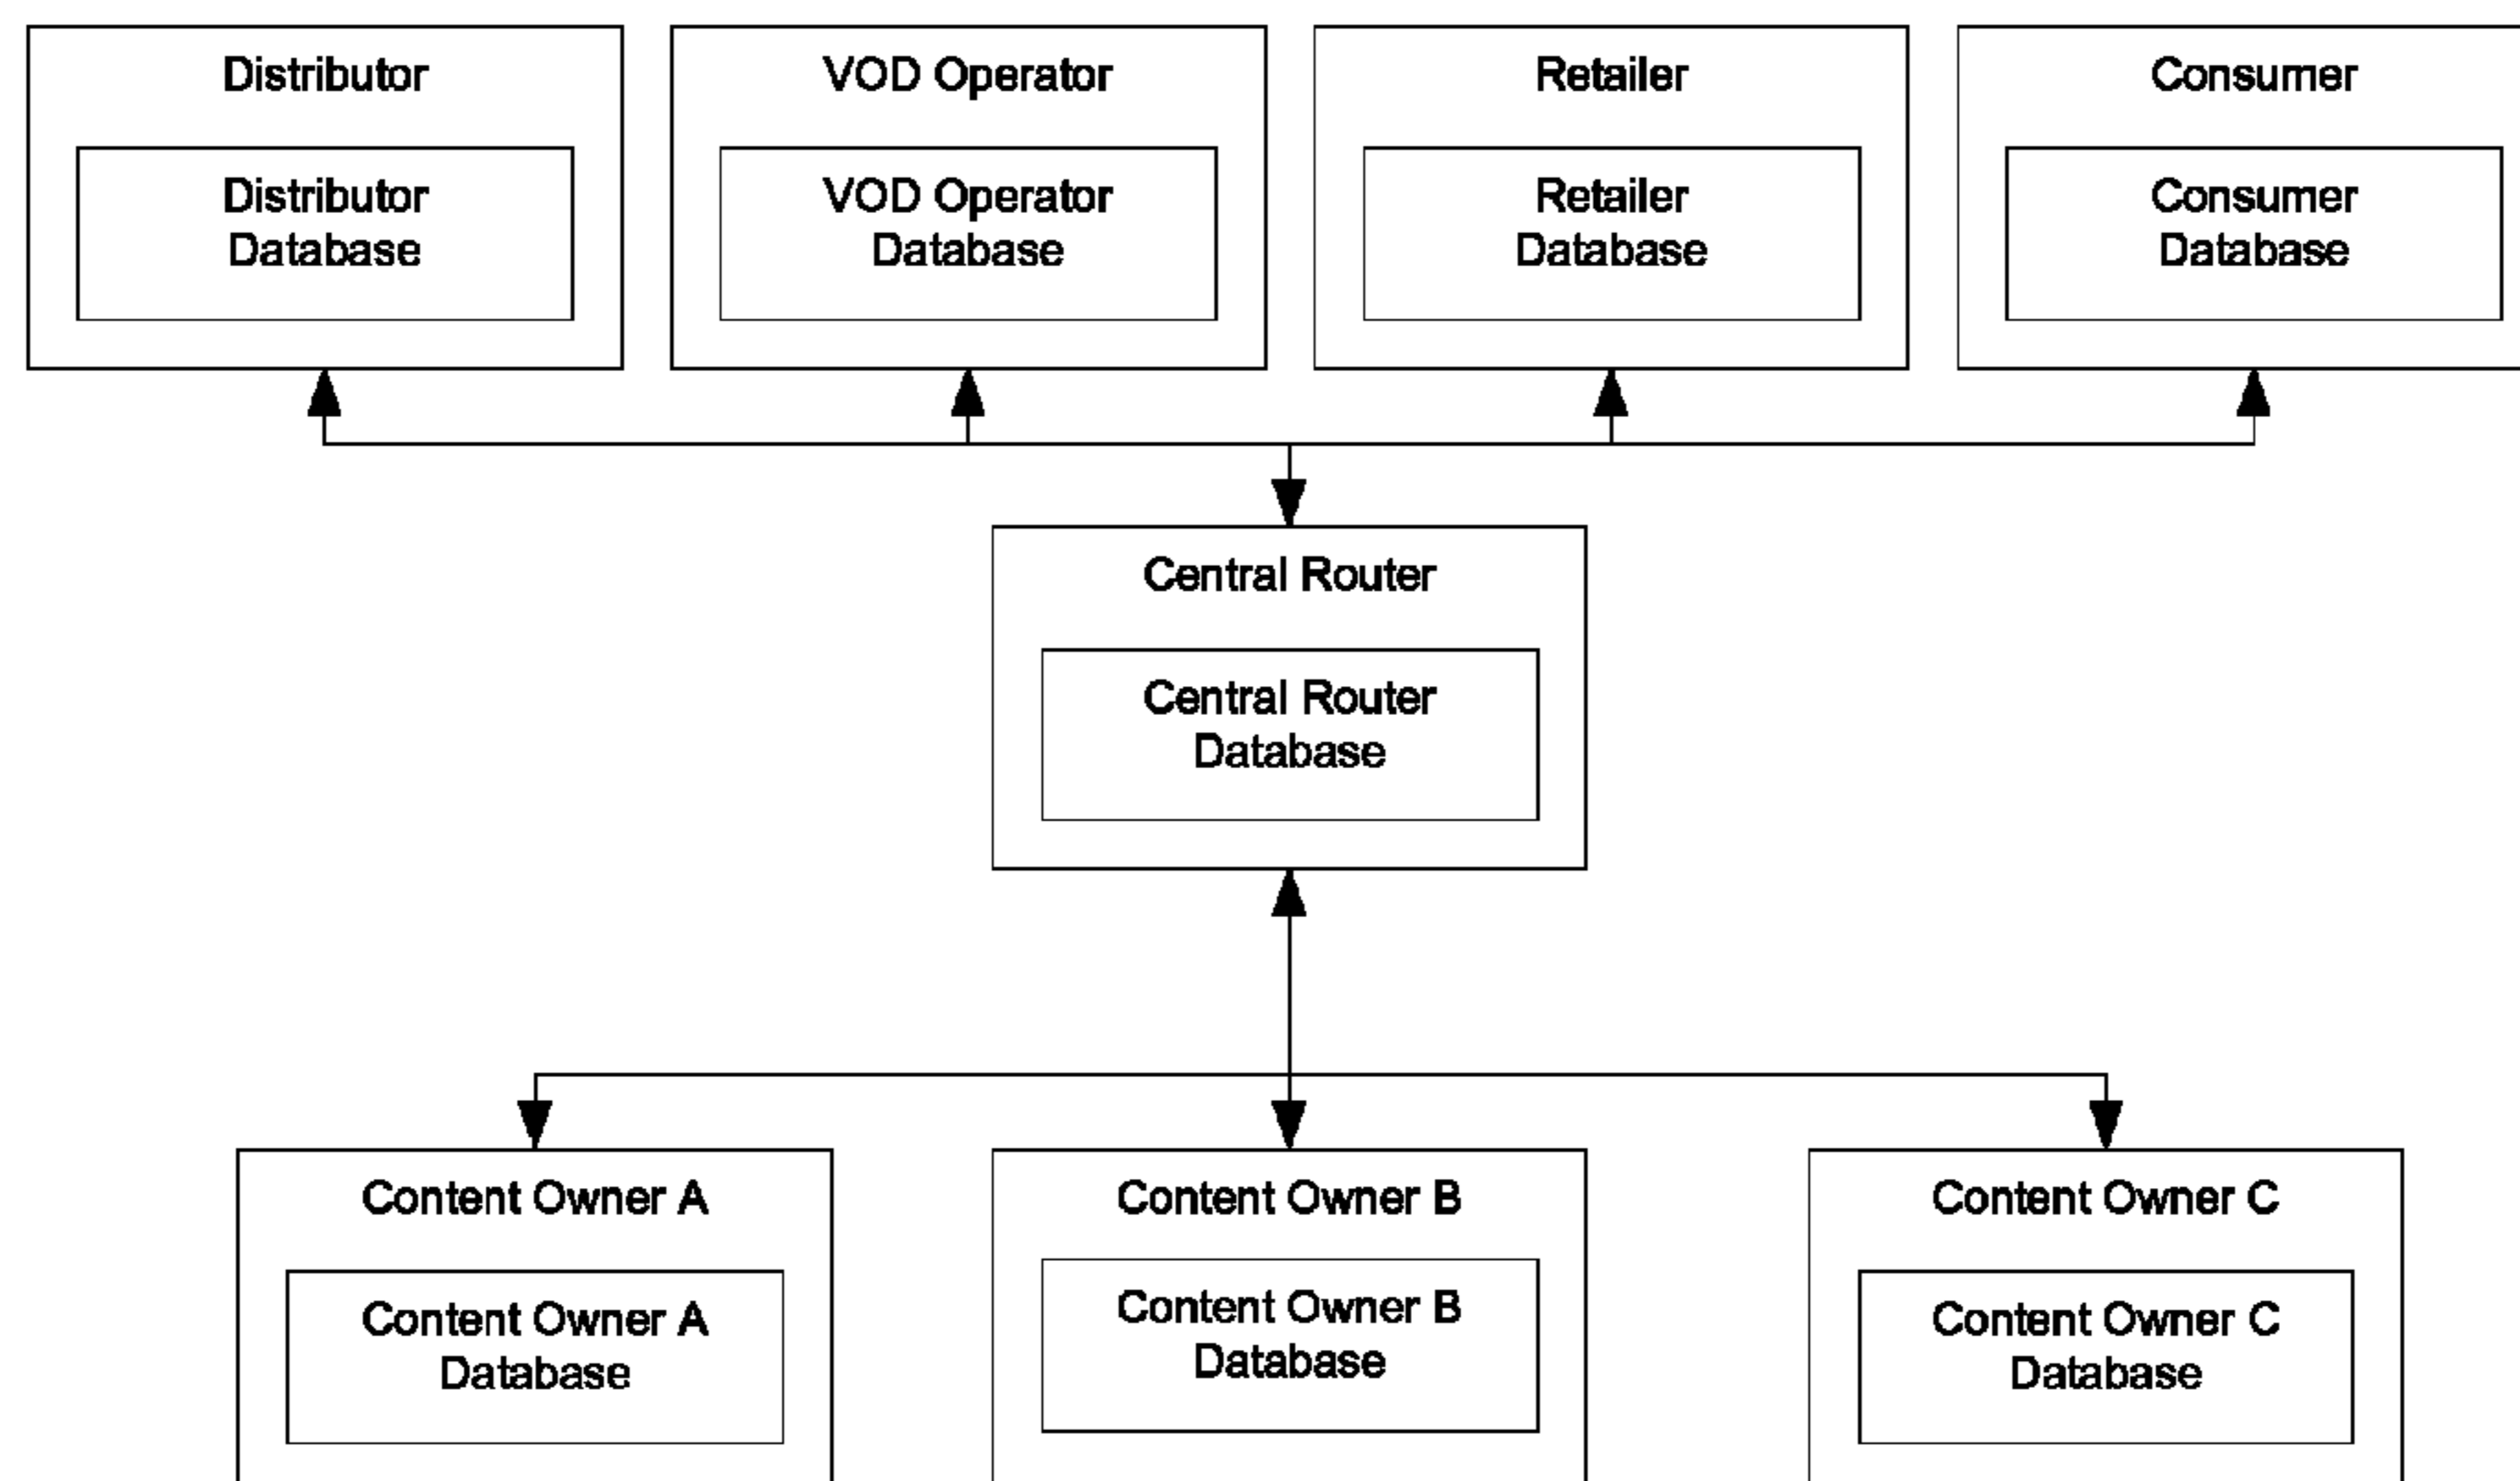 Distributor
Distributor
Database
VOD Operator
VOD Operator
Database
Retailer
Retailer
Database
Consumer
Consumer
Database
Central Router
Central Router
Database
Content Owner A
Content Owner A
Database
Content Owner B
Content Owner B
Database
Content Owner C
Content Owner C
Database